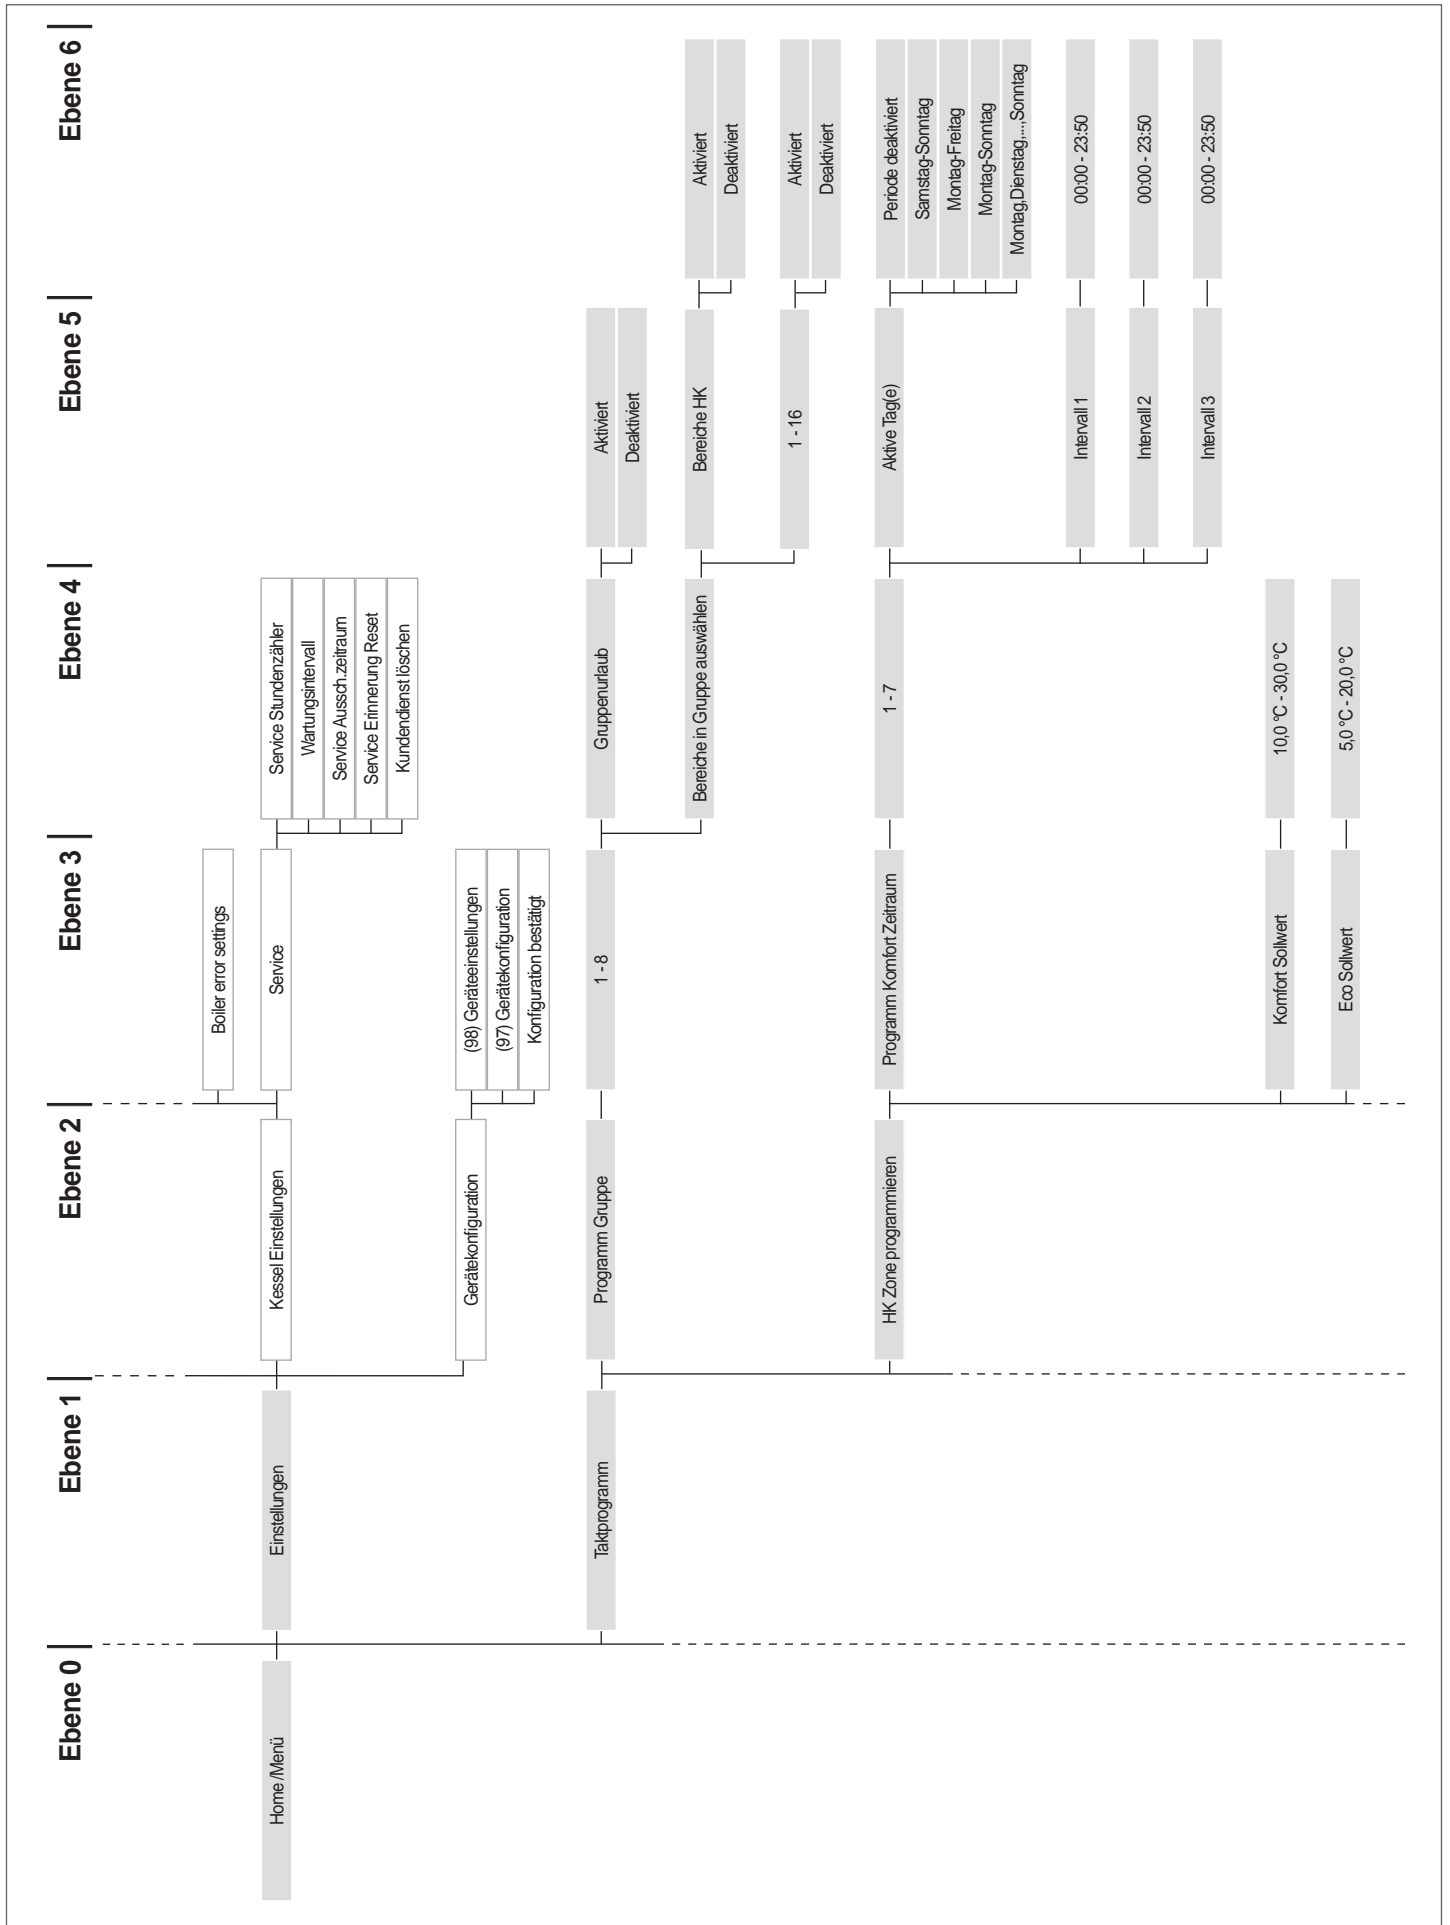 Ebene 0
Ebene 1
Ebene 2
Ebene 3
Ebene 4
Ebene 5
Ebene 6
Home /Menü
Einstellungen
Kessel Einstellungen
Boiler error settings
Service
Service Stundenzähler
Wartungsintervall
Service Aussch.zeitraum
Service Erinnerung Reset
Kundendienst löschen
Gerätekonfiguration
(98) Geräteeinstellungen
(97) Gerätekonfiguration
Konfiguration bestätigt
Taktprogramm
Programm Gruppe
1 - 8
Gruppenurlaub
Aktiviert
Deaktiviert
Bereiche in Gruppe auswählen
Bereiche HK
Aktiviert
Deaktiviert
1 - 16
Aktiviert
Deaktiviert
HK Zone programmieren
Programm Komfort Zeitraum
1 - 7
Aktive Tag(e)
Periode deaktiviert
Samstag-Sonntag
Montag-Freitag
Montag-Sonntag
Montag,Dienstag,...,Sonntag
Intervall 1
00:00 - 23:50
Intervall 2
00:00 - 23:50
Intervall 3
00:00 - 23:50
Komfort Sollwert
10,0 °C - 30,0 °C
Eco Sollwert
5,0 °C - 20,0 °C